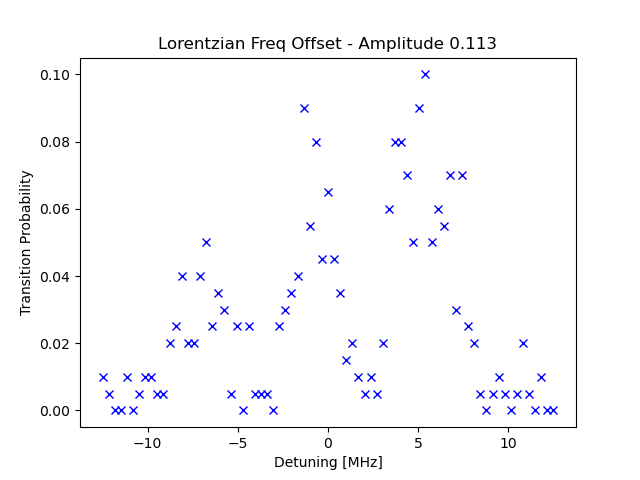 Lorentzian Freq Offset - Amplitude 0.113
Transition Probability
0.10
0.08
0.06
0.04
0.02
0.00
−10 −5 0 5 10
Detuning [MHz]